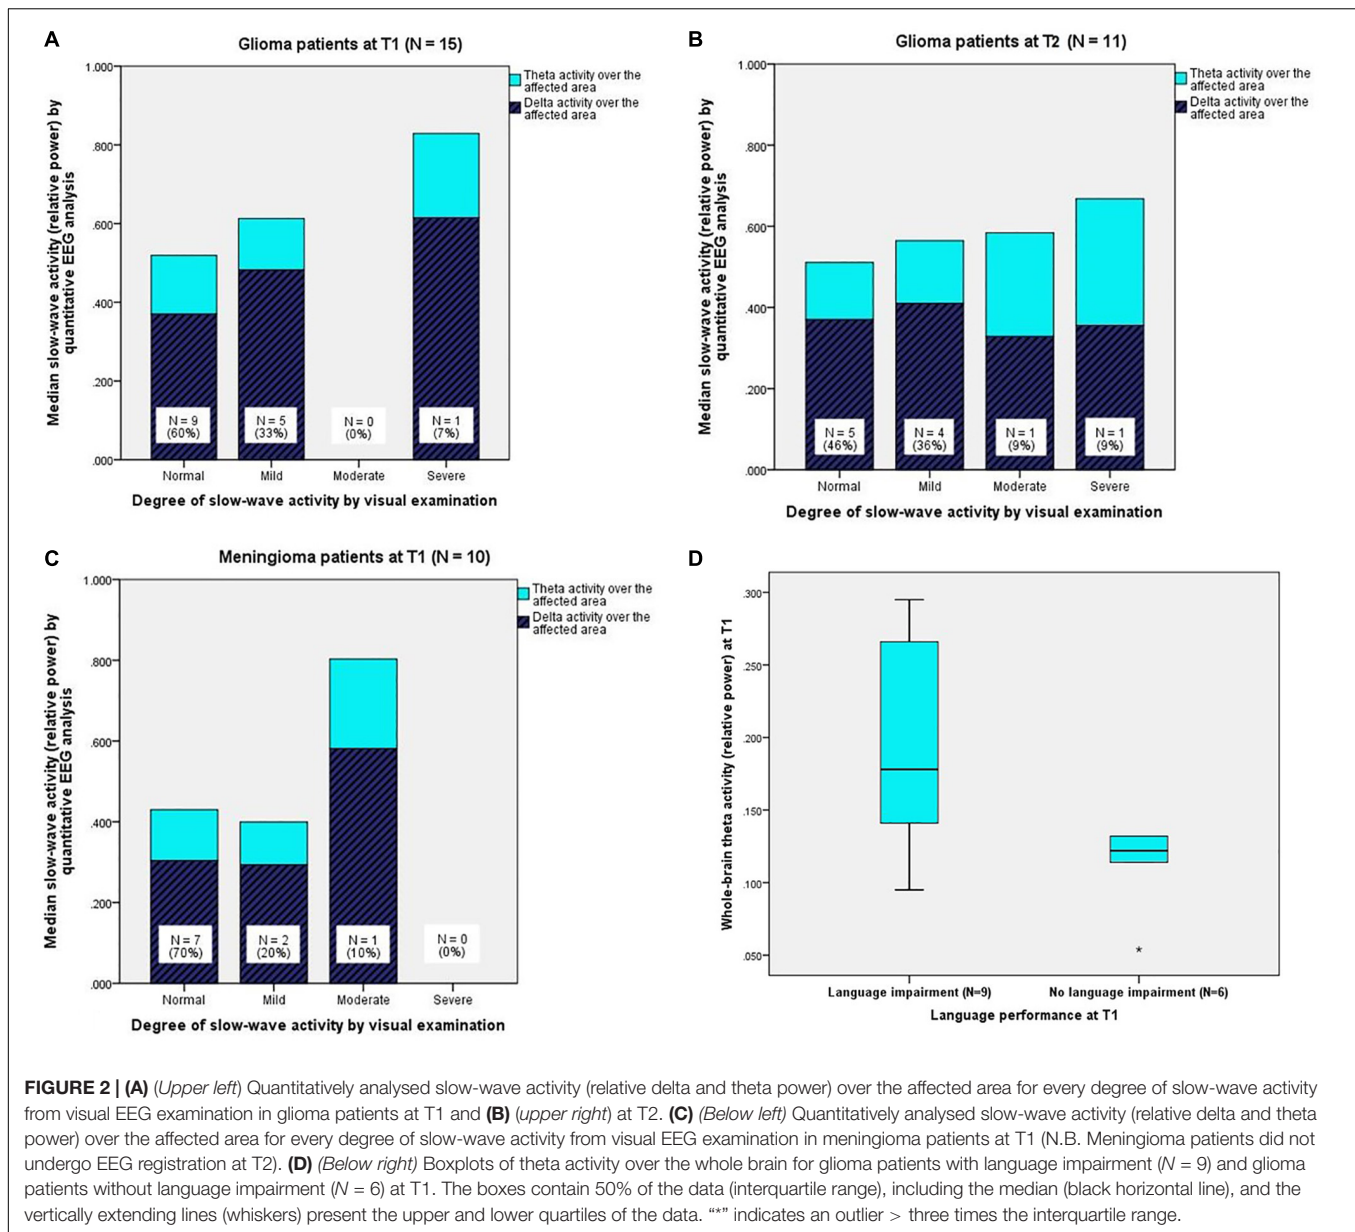 A
Glioma patients at T1 (N = 15)
1.000
.800
.600
.400
.200
.000
Median slow-wave activity (relative power) by
quantitative EEG analysis
Theta activity over the
affected area
Delta activity over the
affected area
N = 9
(60%)
N = 5
(33%)
N = 0
(0%)
N = 1
(7%)
Normal
Mild
Moderate
Severe
Degree of slow-wave activity by visual examination
B
Glioma patients at T2 (N = 11)
1.000
.800
.600
.400
.200
.000
Median slow-wave activity (relative power) by
quantitative EEG analysis
Theta activity over the
affected area
Delta activity over the
affected area
N = 5
(46%)
N = 4
(36%)
N = 1
(9%)
N = 1
(9%)
Normal
Mild
Moderate
Severe
Degree of slow-wave activity by visual examination
C
Meningioma patients at T1 (N = 10)
1.000
.800
.600
.400
.200
.000
Median slow-wave activity (relative power) by
quantitative EEG analysis
Theta activity over the
affected area
Delta activity over the
affected area
N = 7
(70%)
N = 2
(20%)
N = 1
(10%)
N = 0
(0%)
Normal
Mild
Moderate
Severe
Degree of slow-wave activity by visual examination
D
.300
.250
.200
.150
.100
.050
Whole-brain theta activity (relative power) at T1
*
Language impairment (N=9)
No language impairment (N=6)
Language performance at T1
FIGURE 2 | (A) (Upper left) Quantitatively analysed slow-wave activity (relative delta and theta power) over the affected area for every degree of slow-wave activity
from visual EEG examination in glioma patients at T1 and (B) (upper right) at T2. (C) (Below left) Quantitatively analysed slow-wave activity (relative delta and theta
power) over the affected area for every degree of slow-wave activity from visual EEG examination in meningioma patients at T1 (N.B. Meningioma patients did not
undergo EEG registration at T2). (D) (Below right) Boxplots of theta activity over the whole brain for glioma patients with language impairment (N = 9) and glioma
patients without language impairment (N = 6) at T1. The boxes contain 50% of the data (interquartile range), including the median (black horizontal line), and the
vertically extending lines (whiskers) present the upper and lower quartiles of the data. “*” indicates an outlier > three times the interquartile range.